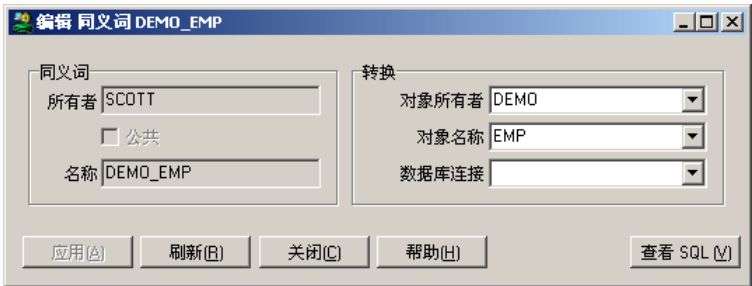 编辑 同义词 DEMO_EMP
同义词
所有者 SCOTT
公共
名称 DEMO_EMP
转换
对象所有者 DEMO
对象名称 EMP
数据库连接
应用(A) 刷新(R) 关闭(C) 帮助(H) 查看 SQL (V)